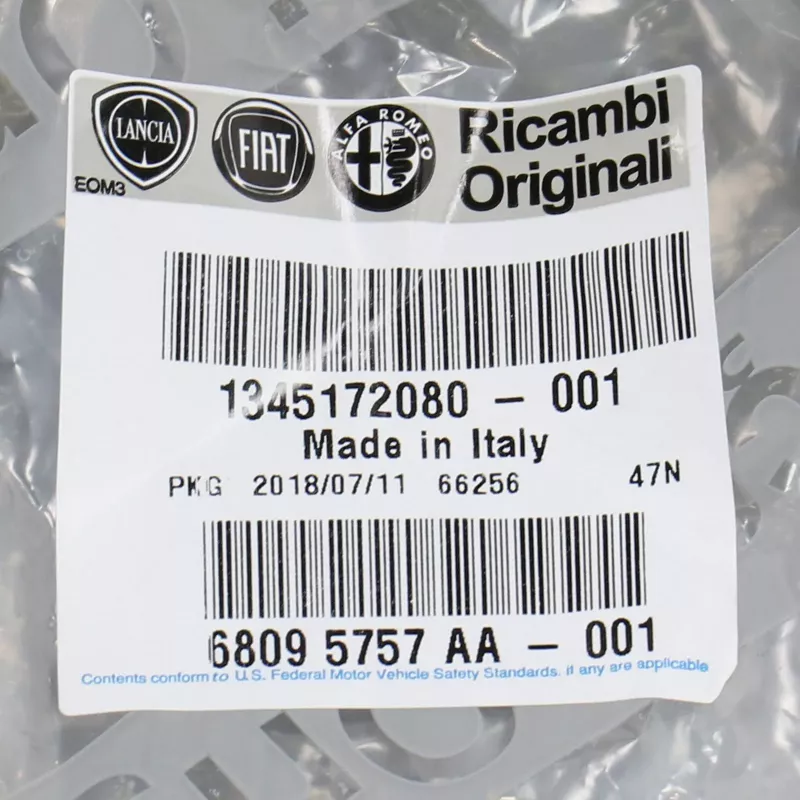 LANCIA
FIAT
ALFA ROMEO
Ricambi
Originali
EOM3
1345172080 - 001
Made in Italy
PKG 2018/07/11 66256 47N
6809 5757 AA - 001
Contents conform to U.S. Federal Motor Vehicle Safety Standards. if any are applicable